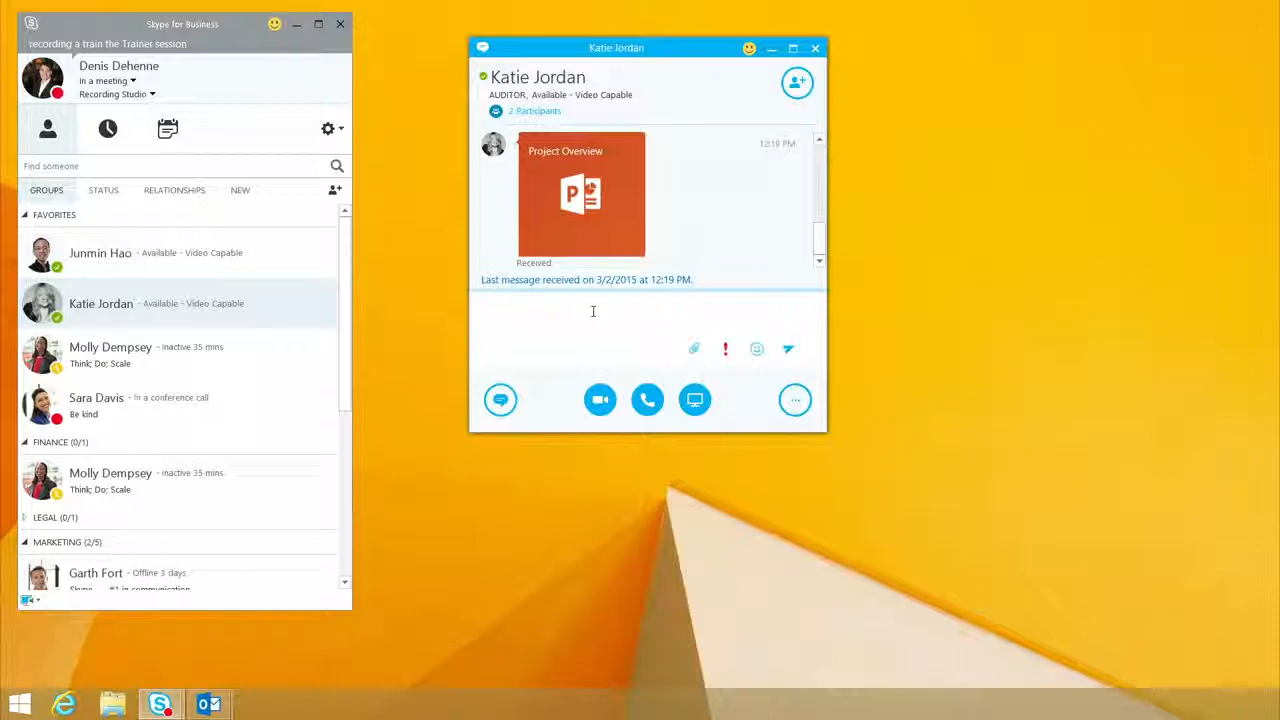 Skype for Business
recording a train the Trainer session
Denis Dehenne
In a meeting
Recording Studio
Find someone
GROUPS STATUS RELATIONSHIPS NEW
FAVORITES
Junmin Hao - Available - Video Capable
Katie Jordan - Available - Video Capable
Molly Dempsey - Inactive 35 mins
Think; Do; Scale
Sara Davis - In a conference call
Be kind
FINANCE (0/1)
Molly Dempsey - Inactive 35 mins
Think; Do; Scale
LEGAL (0/1)
MARKETING (2/5)
Garth Fort - Offline 3 days
Skype #1 in communication
Katie Jordan
Katie Jordan
AUDITOR, Available - Video Capable
2 Participants
Project Overview
12:19 PM
P
Received
Last message received on 3/2/2015 at 12:19 PM.